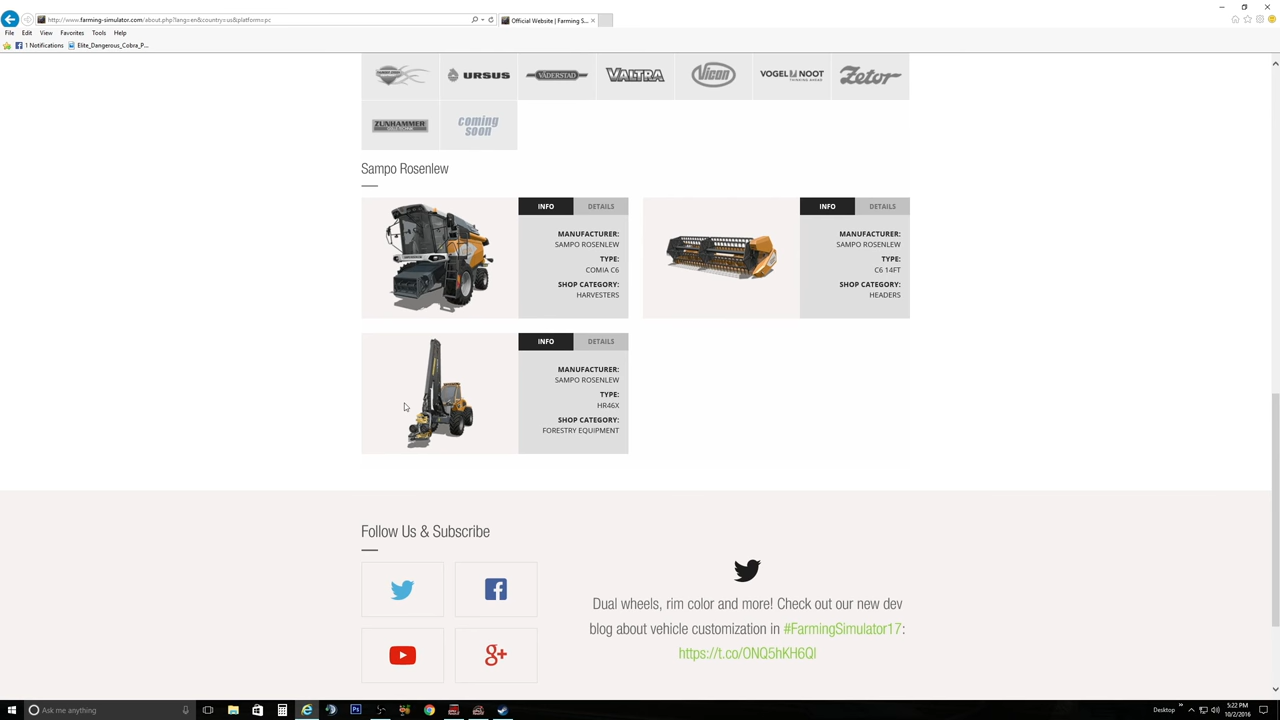 http://www.farming-simulator.com/about.php?lang=en&country=us&platform=pc
Official Website | Farming S...
File Edit View Favorites Tools Help
1 Notifications Elite_Dangerous_Cobra_P...
URSUS VÄDERSTAD VALTRA Vicon VOGEL NOOT Zetor
ZUNHAMMER coming
soon
Sampo Rosenlew
INFO DETAILS
MANUFACTURER:
SAMPO ROSENLEW
TYPE:
COMIA C6
SHOP CATEGORY:
HARVESTERS
INFO DETAILS
MANUFACTURER:
SAMPO ROSENLEW
TYPE:
C6 14FT
SHOP CATEGORY:
HEADERS
INFO DETAILS
MANUFACTURER:
SAMPO ROSENLEW
TYPE:
HR46X
SHOP CATEGORY:
FORESTRY EQUIPMENT
Follow Us & Subscribe
Dual wheels, rim color and more! Check out our new dev
blog about vehicle customization in #FarmingSimulator17:
https://t.co/ONQ5hKH6QI
Ask me anything
Desktop
5:22 PM
10/2/2016